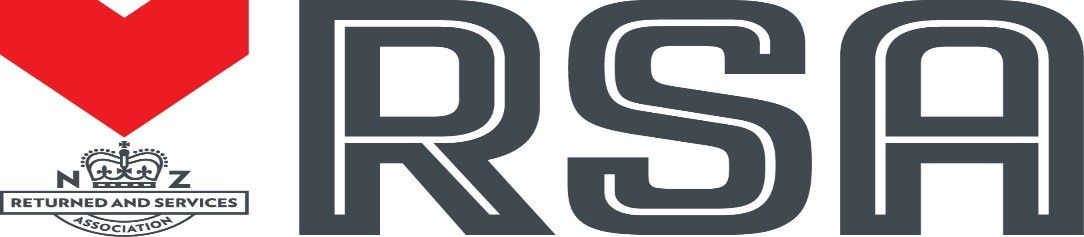 N Z
RETURNED AND SERVICES
ASSOCIATION
RSA